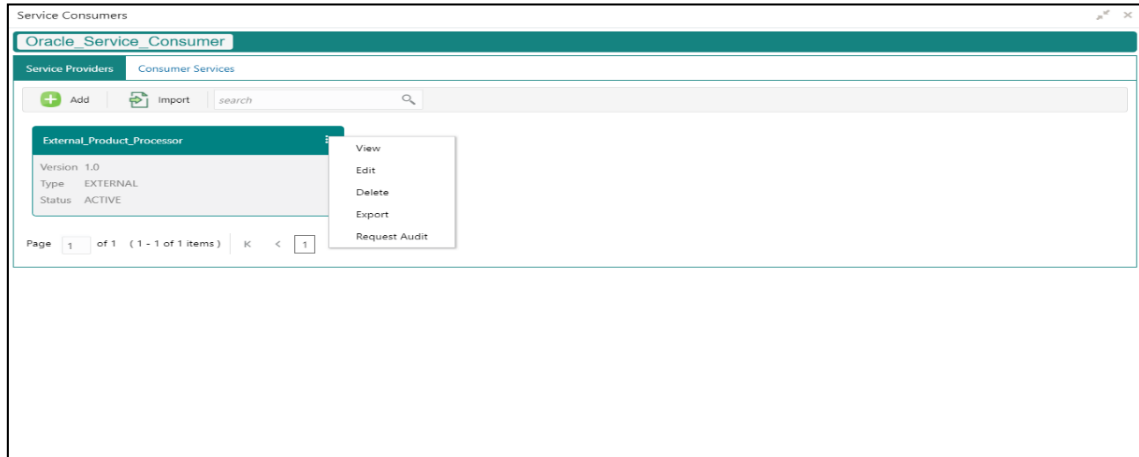 Service Consumers
Oracle_Service_Consumer
Service Providers Consumer Services
Add Import search
External_Product_Processor
Version 1.0
Type EXTERNAL
Status ACTIVE
View
Edit
Delete
Export
Request Audit
Page 1 of 1 ( 1 - 1 of 1 items ) K < 1